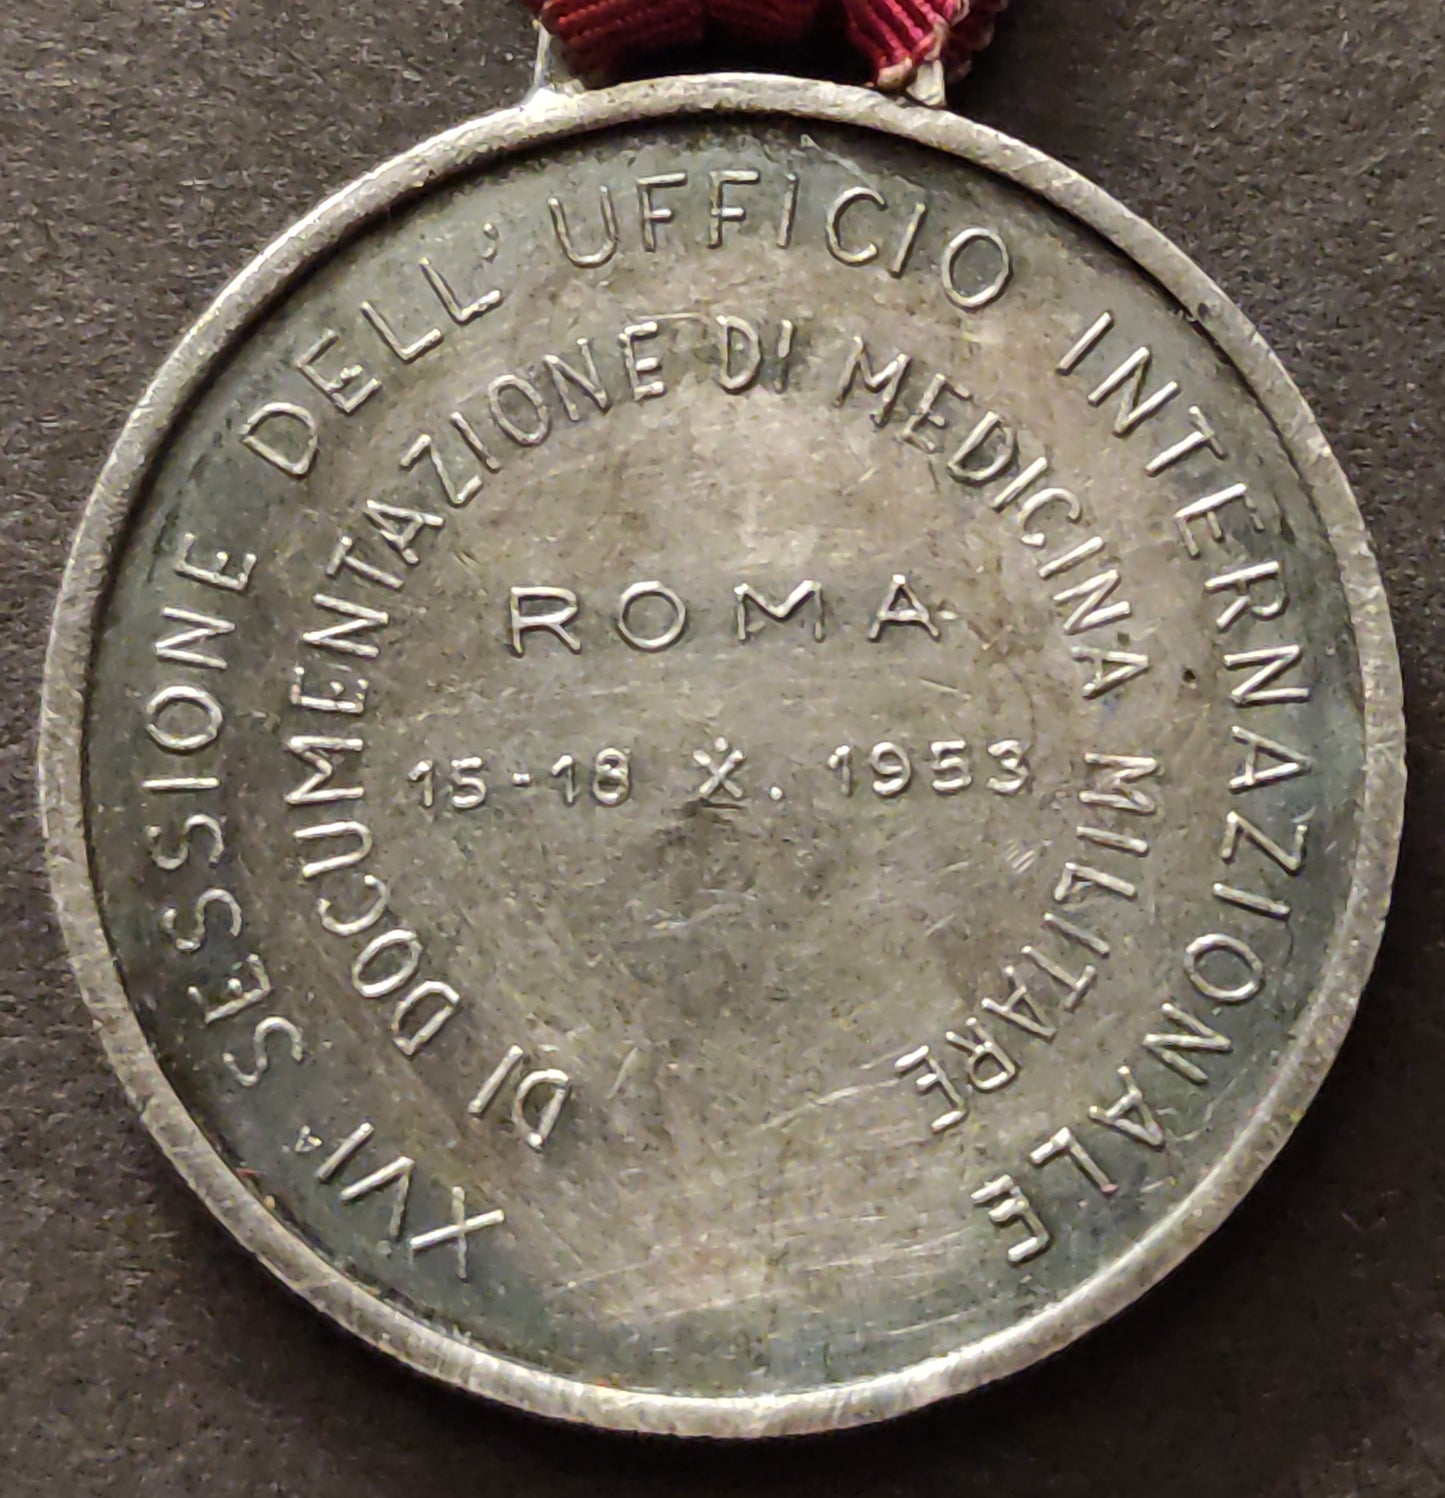 XVIᴬ SESSIONE DELL' UFFICIO INTERNAZIONALE
DI DOCUMENTAZIONE DI MEDICINA MILITARE
ROMA
15-18 X. 1953